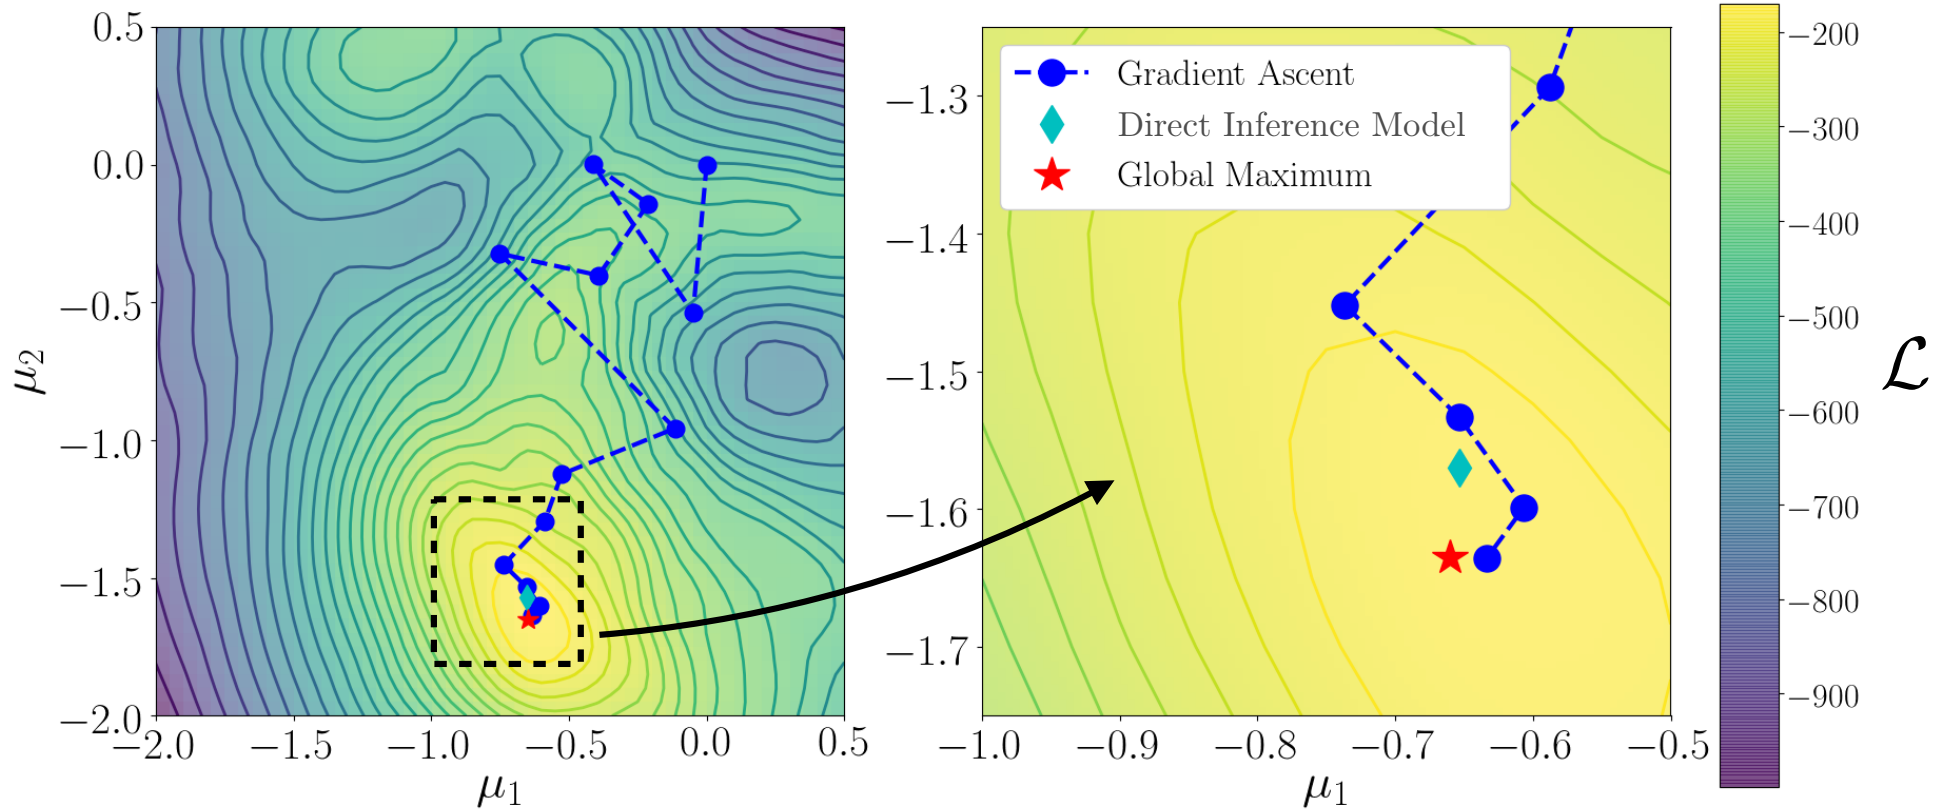 0.5
0.0
−0.5
−1.0
−1.5
−2.0
μ₂
−2.0 −1.5 −1.0 −0.5 0.0 0.5
μ₁
Gradient Ascent
Direct Inference Model
Global Maximum
−1.3
−1.4
−1.5
−1.6
−1.7
−1.0 −0.9 −0.8 −0.7 −0.6 −0.5
μ₁
−200
−300
−400
−500
−600
−700
−800
−900
ℒ